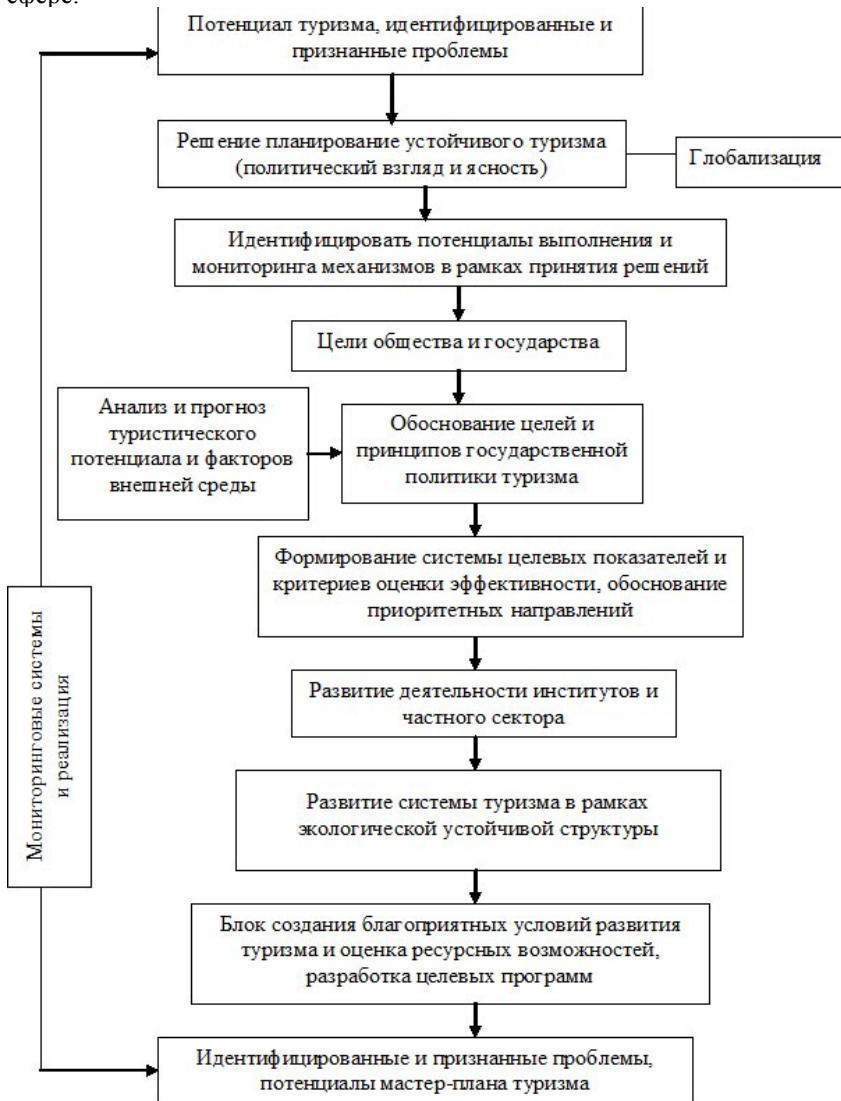 сфере.
Потенциал туризма, идентифицированные и
признанные проблемы
Решение планирование устойчивого туризма
(политический взгляд и ясность)
Глобализация
Идентифицировать потенциалы выполнения и
мониторинга механизмов в рамках принятия решений
Цели общества и государства
Анализ и прогноз
туристического
потенциала и факторов
внешней среды
Обоснование целей и
принципов государственной
политики туризма
Формирование системы целевых показателей и
критериев оценки эффективности, обоснование
приоритетных направлений
Мониторинговые системы
и реализация
Развитие деятельности институтов и
частного сектора
Развитие системы туризма в рамках
экологической устойчивой структуры
Блок создания благоприятных условий развития
туризма и оценка ресурсных возможностей,
разработка целевых программ
Идентифицированные и признанные проблемы,
потенциалы мастер-плана туризма